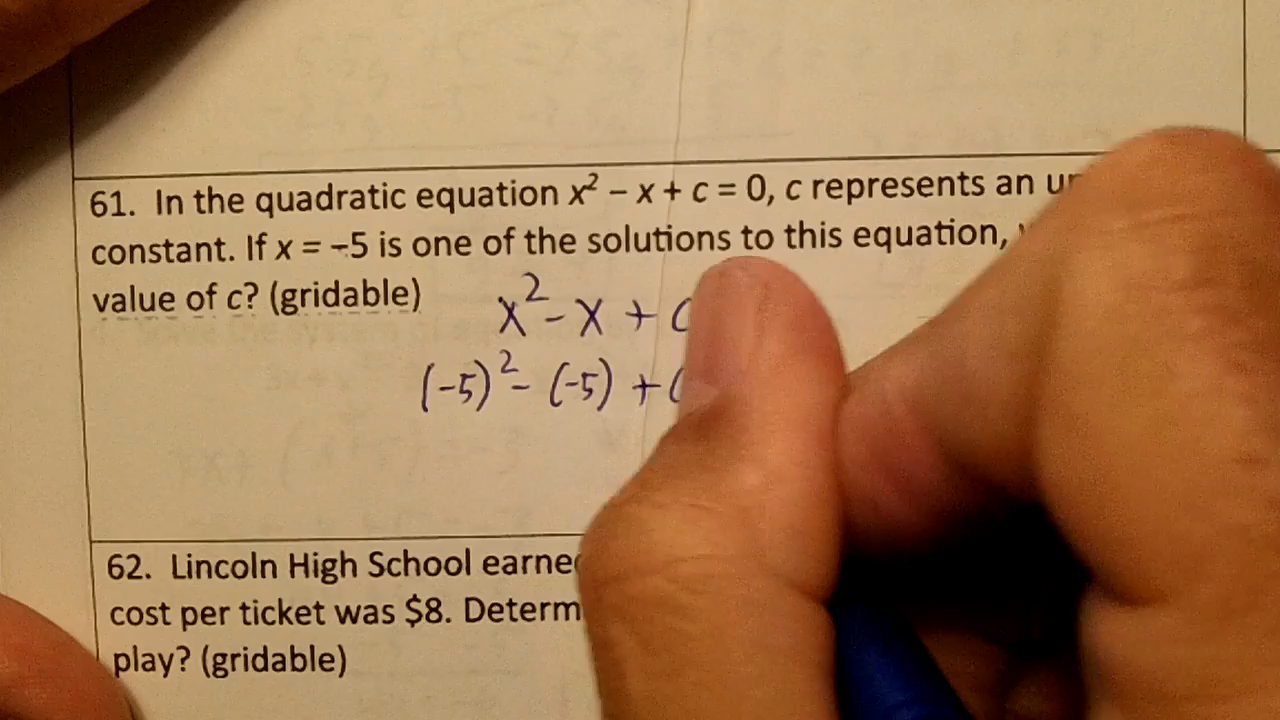 61. In the quadratic equation x² – x + c = 0, c represents an
constant. If x = –5 is one of the solutions to this equation,
value of c? (gridable)
x² - x + c
(-5)² - (-5) +
62. Lincoln High School
cost per ticket was $8.
play? (gridable)